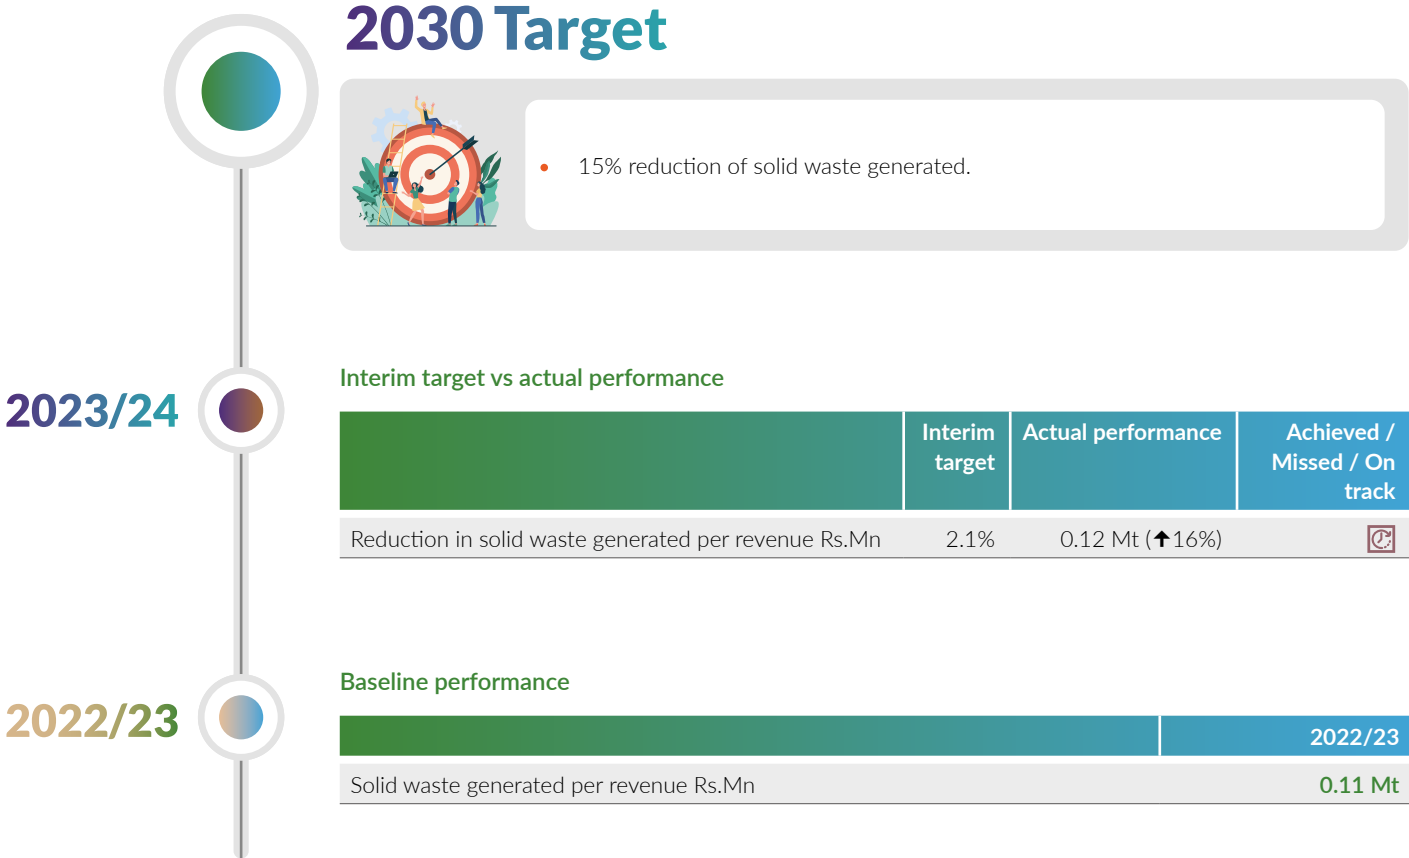 2030 Target
• 15% reduction of solid waste generated.
2023/24
Interim target vs actual performance
Interim target
Actual performance
Achieved / Missed / On track
Reduction in solid waste generated per revenue Rs.Mn 2.1% 0.12 Mt (🡅16%)
2022/23
Baseline performance
2022/23
Solid waste generated per revenue Rs.Mn 0.11 Mt